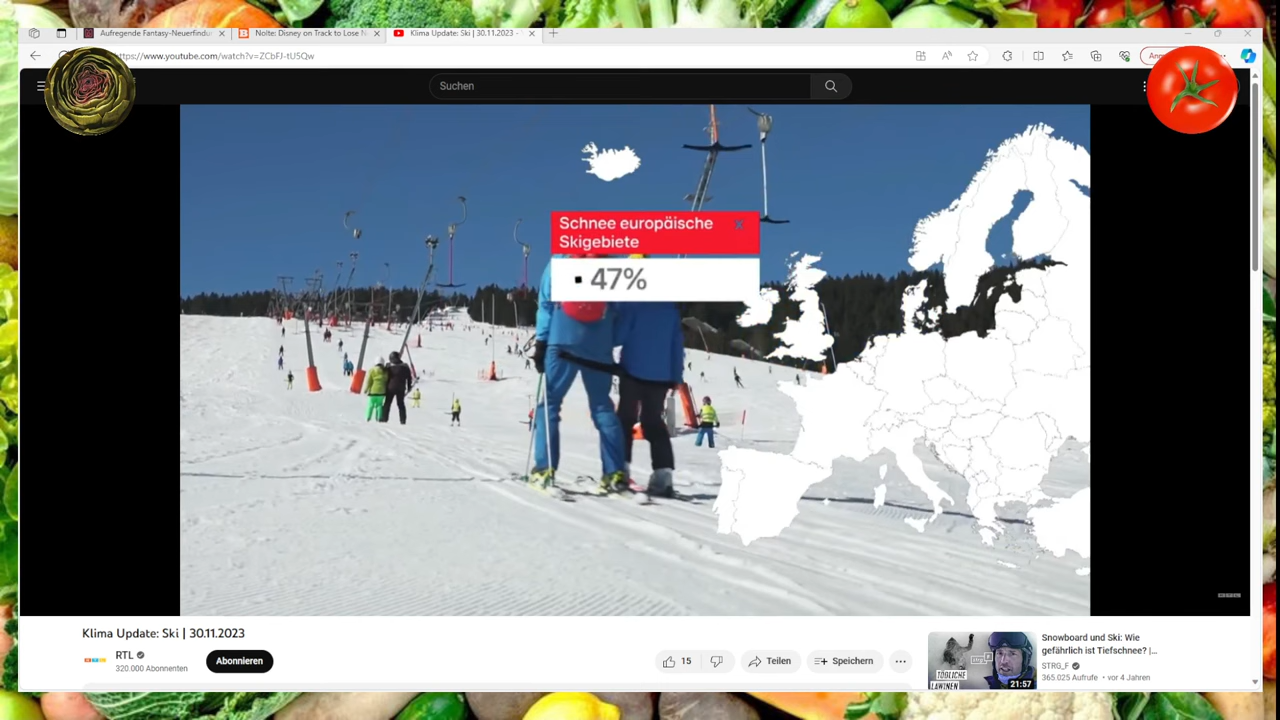 Aufregende Fantasy-Neuerfindu
Nolte: Disney on Track to Lose N
Klima Update: Ski | 30.11.2023 -
https://www.youtube.com/watch?v=ZCbFJ-tUSQw
Suchen
Schnee europäische
Skigebiete
47%
Klima Update: Ski | 30.11.2023
RTL
320.000 Abonnenten
Abonnieren
15
Teilen
Speichern
TÖDLICHE
LAWINEN
21:57
Snowboard und Ski: Wie
gefährlich ist Tiefschnee? |...
STRG_F
365.025 Aufrufe • vor 4 Jahren